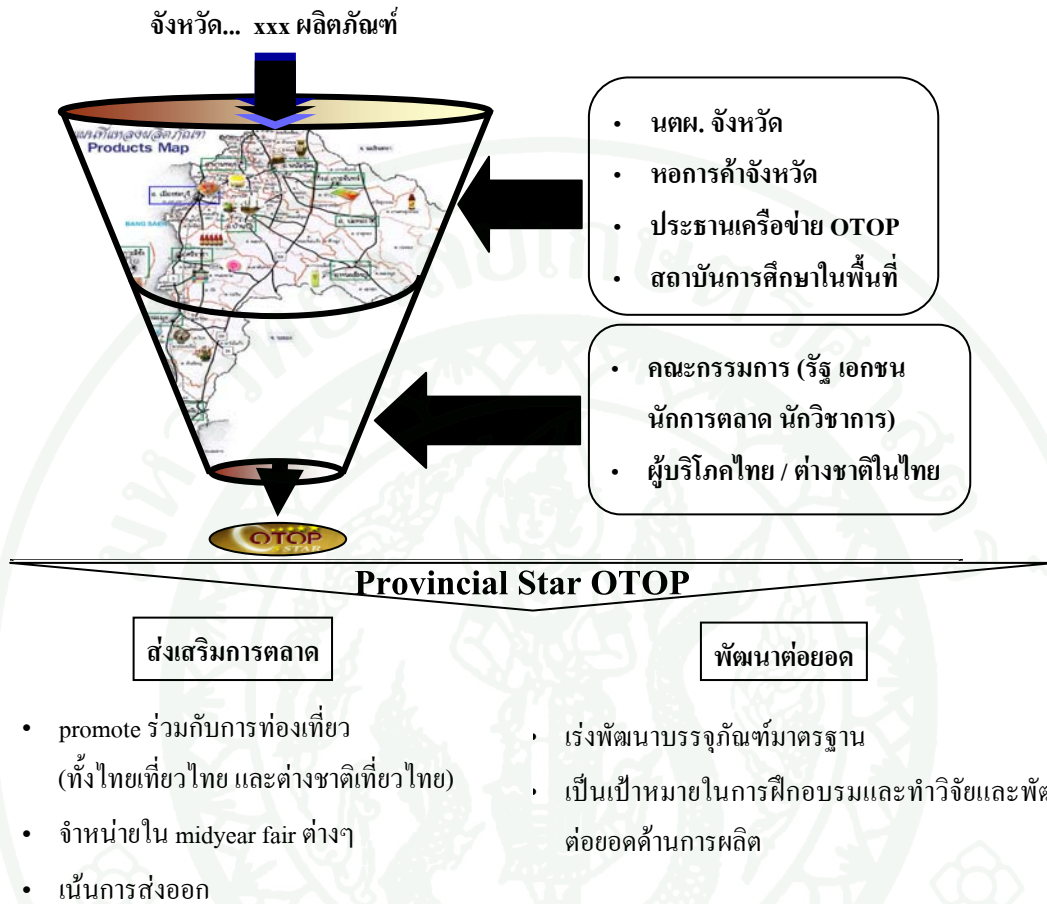 จังหวัด... xxx ผลิตภัณฑ์
Products Map
BANG SAEN
• นตผ. จังหวัด
• หอการค้าจังหวัด
• ประธานเครือข่าย OTOP
• สถาบันการศึกษาในพื้นที่
• คณะกรรมการ (รัฐ เอกชน
นักการตลาด นักวิชาการ)
• ผู้บริโภคไทย / ต่างชาติในไทย
OTOP
STAR
Provincial Star OTOP
ส่งเสริมการตลาด
• promote ร่วมกับการท่องเที่ยว
(ทั้งไทยเที่ยวไทย และต่างชาติเที่ยวไทย)
• จำหน่ายใน midyear fair ต่างๆ
• เน้นการส่งออก
พัฒนาต่อยอด
• เร่งพัฒนาบรรจุภัณฑ์มาตรฐาน
• เป็นเป้าหมายในการฝึกอบรมและทำวิจัยและพัต
ต่อยอดด้านการผลิต